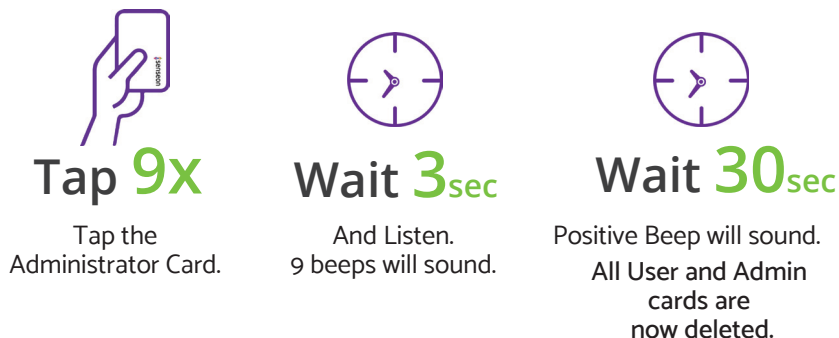 senseon
Tap 9x
Tap the
Administrator Card.
Wait 3sec
And Listen.
9 beeps will sound.
Wait 30sec
Positive Beep will sound.
All User and Admin
cards are
now deleted.